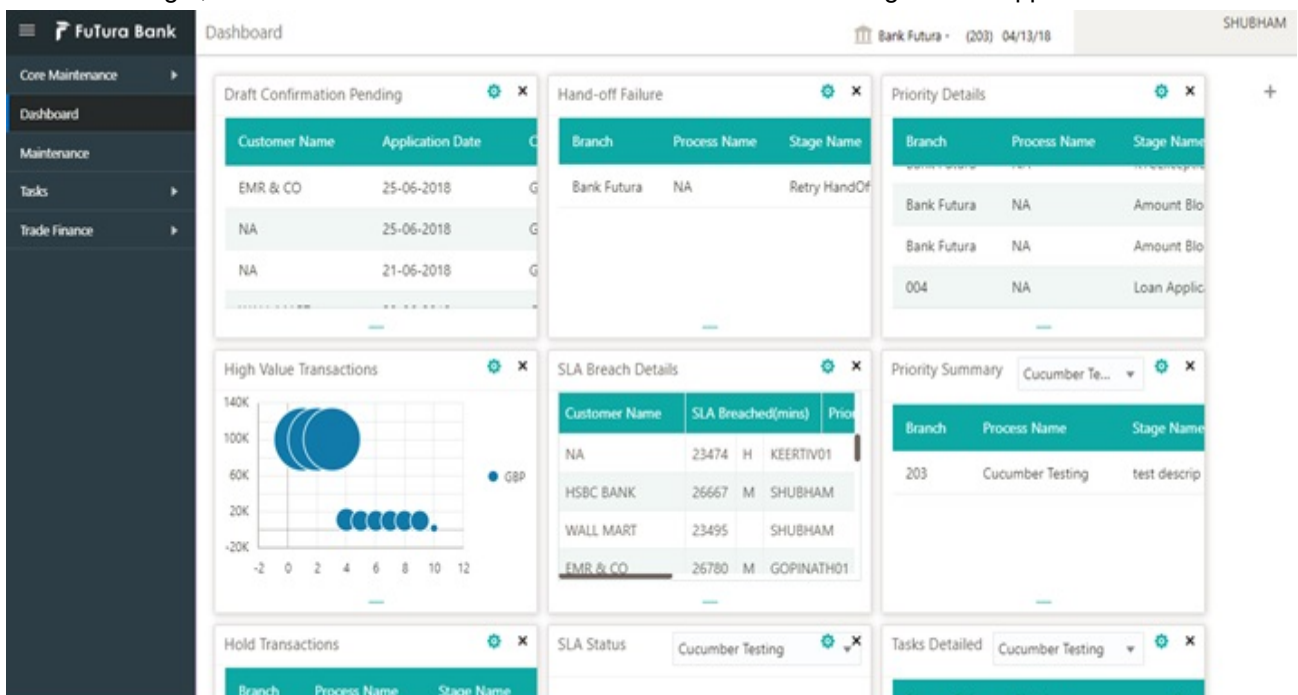 FuTura Bank
Dashboard
Bank Futura - (203) 04/13/18
SHUBHAM
Core Maintenance
Dashboard
Maintenance
Tasks
Trade Finance
Draft Confirmation Pending
Customer Name Application Date C
EMR & CO 25-06-2018 G
NA 25-06-2018 G
NA 21-06-2018 G
Hand-off Failure
Branch Process Name Stage Name
Bank Futura NA Retry HandOf
Priority Details
Branch Process Name Stage Name
Bank Futura NA Amount Blo
Bank Futura NA Amount Blo
004 NA Loan Applic
High Value Transactions
140K
100K
60K
20K
-20K
-2 0 2 4 6 8 10 12
GBP
SLA Breach Details
Customer Name SLA Breached(mins) Prior
NA 23474 H KEERTIV01
HSBC BANK 26667 M SHUBHAM
WALL MART 23495 SHUBHAM
EMR & CO 26780 M GOPINATH01
Priority Summary Cucumber Te...
Branch Process Name Stage Name
203 Cucumber Testing test descrip
Hold Transactions
Branch Process Name Stage Name
SLA Status Cucumber Testing
Tasks Detailed Cucumber Testing